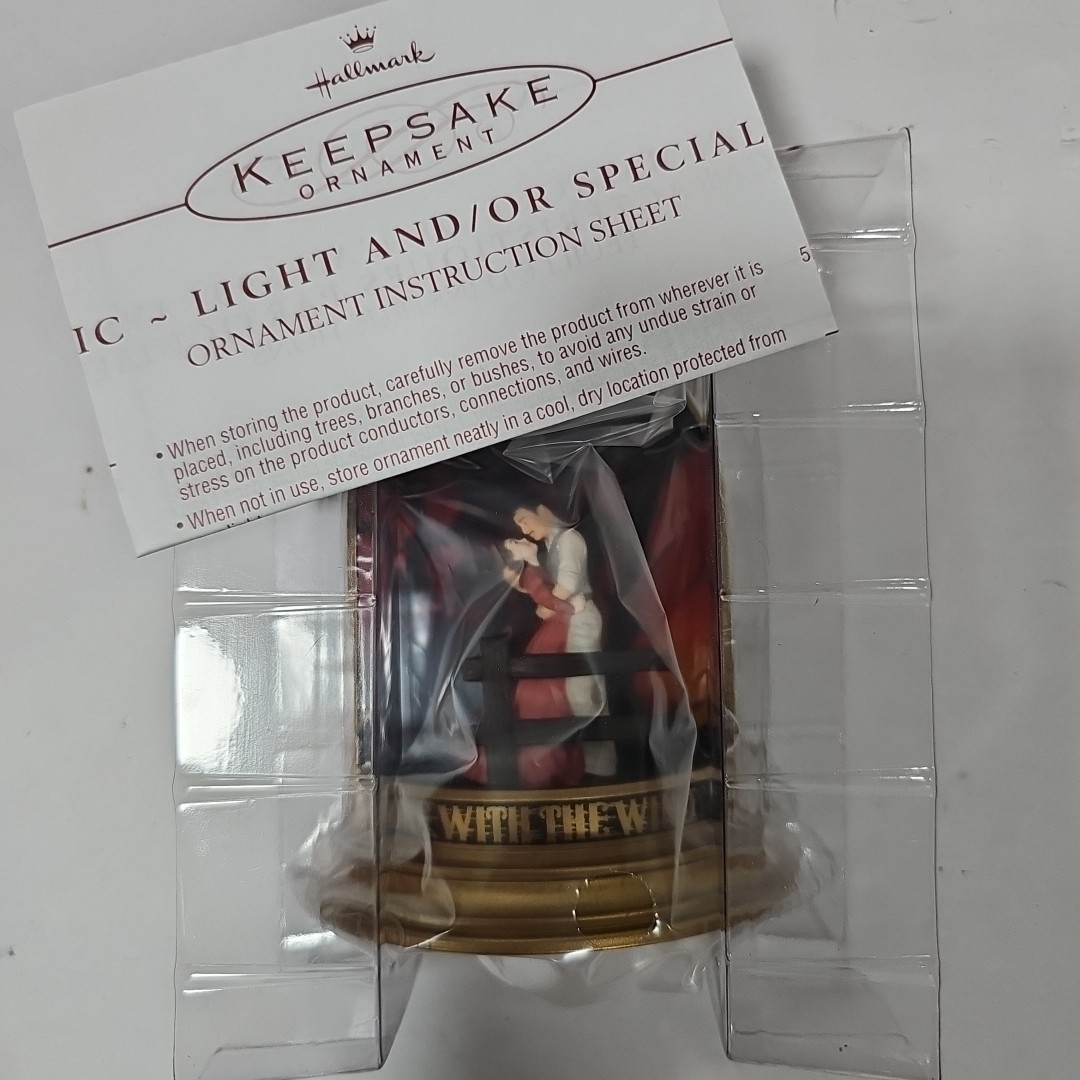 Hallmark
KEEPSAKE
ORNAMENT
IC ~ LIGHT AND/OR SPECIAL
ORNAMENT INSTRUCTION SHEET
5
• When storing the product, carefully remove the product from wherever it is
placed, including trees, branches, or bushes, to avoid any undue strain or
stress on the product conductors, connections, and wires.
• When not in use, store ornament neatly in a cool, dry location protected from
WITH THE WI